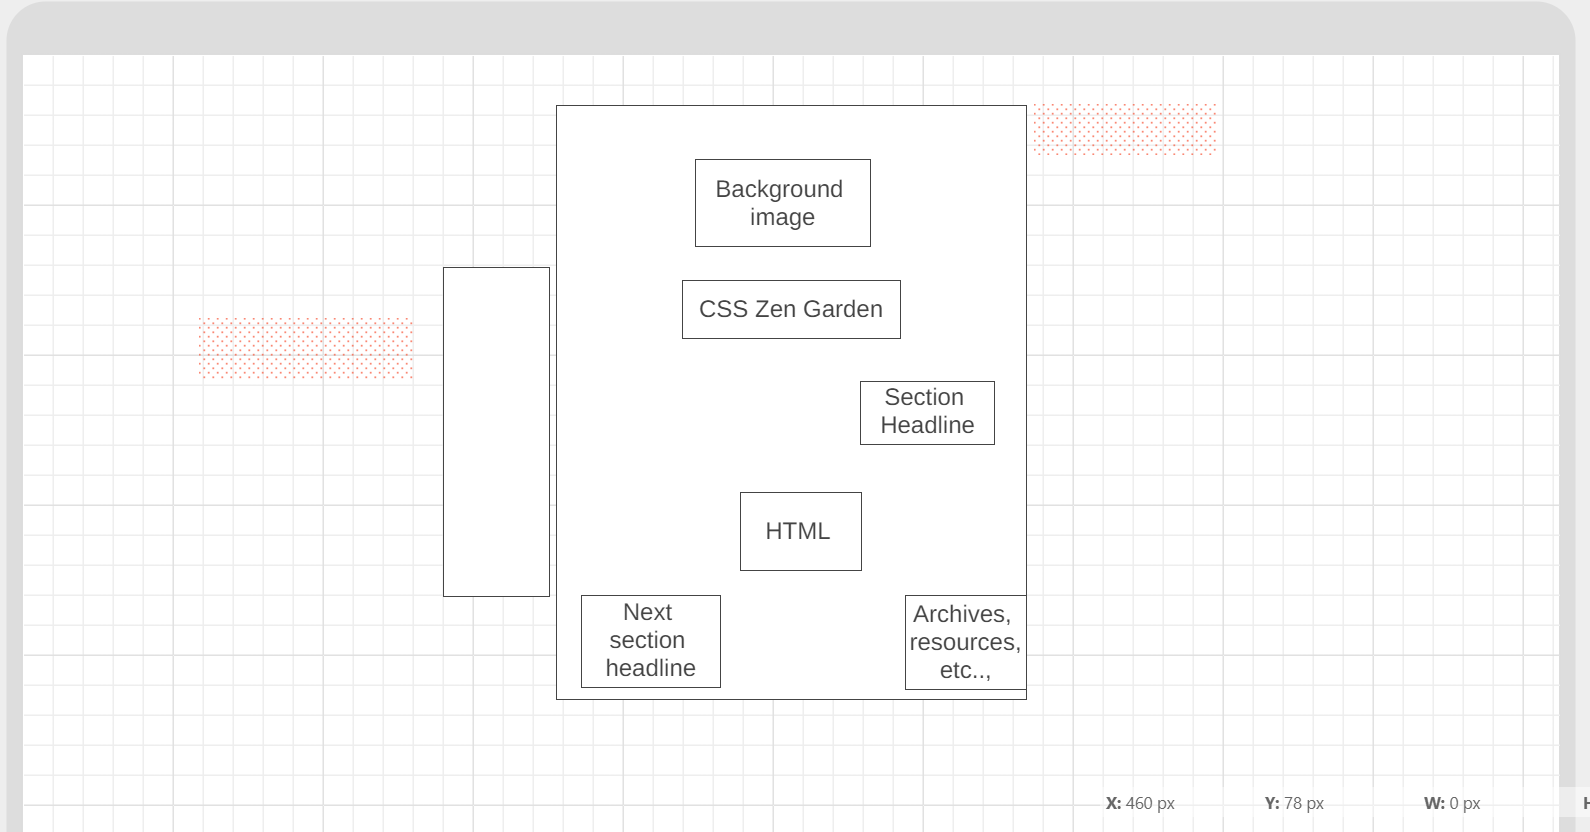 Background
image
CSS Zen Garden
Section
Headline
HTML
Next
section
headline
Archives,
resources,
etc..,
X: 460 px Y: 78 px W: 0 px H